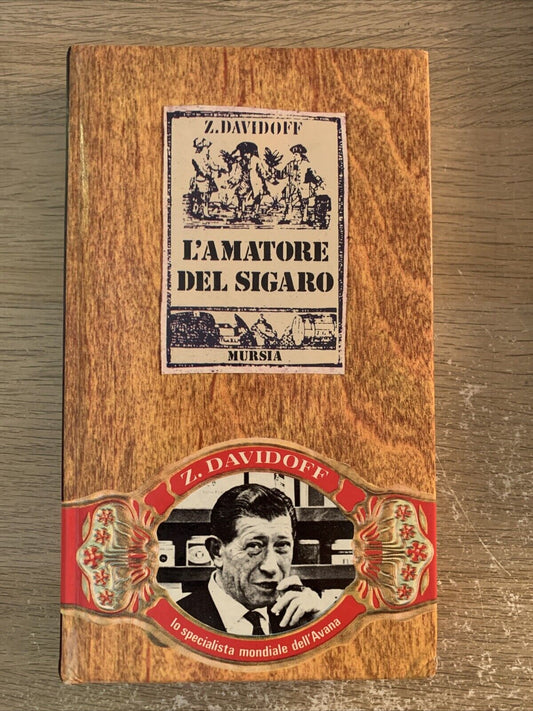 Z. DAVIDOFF
L'AMATORE
DEL SIGARO
MURSIA
Z. DAVIDOFF
lo specialista mondiale dell'Avana